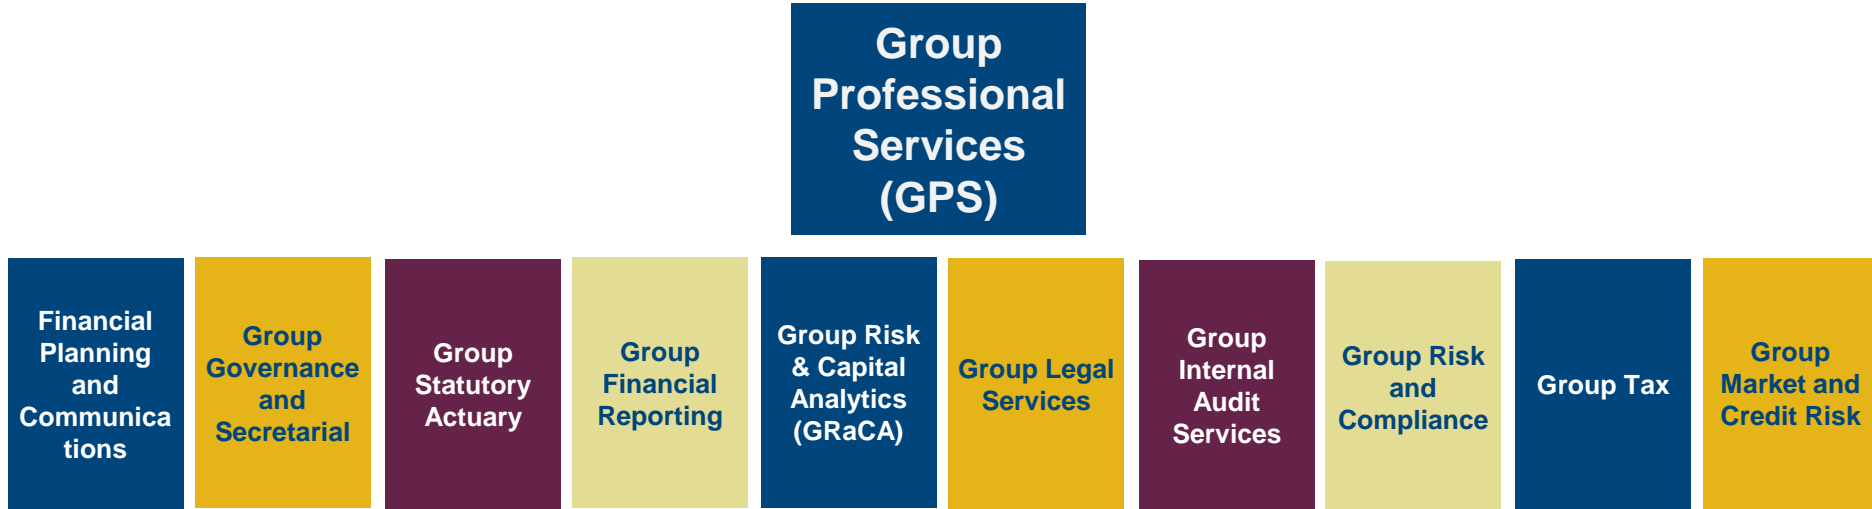 Group
Professional
Services
(GPS)
Financial
Planning
and
Communica
tions
Group
Governance
and
Secretarial
Group
Statutory
Actuary
Group
Financial
Reporting
Group Risk
& Capital
Analytics
(GRaCA)
Group Legal
Services
Group
Internal
Audit
Services
Group Risk
and
Compliance
Group Tax
Group
Market and
Credit Risk